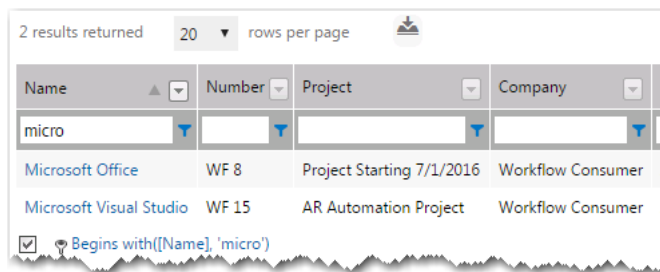 2 results returned 20 rows per page
Name Number Project Company
micro
Microsoft Office WF 8 Project Starting 7/1/2016 Workflow Consumer
Microsoft Visual Studio WF 15 AR Automation Project Workflow Consumer
Begins with([Name], 'micro')